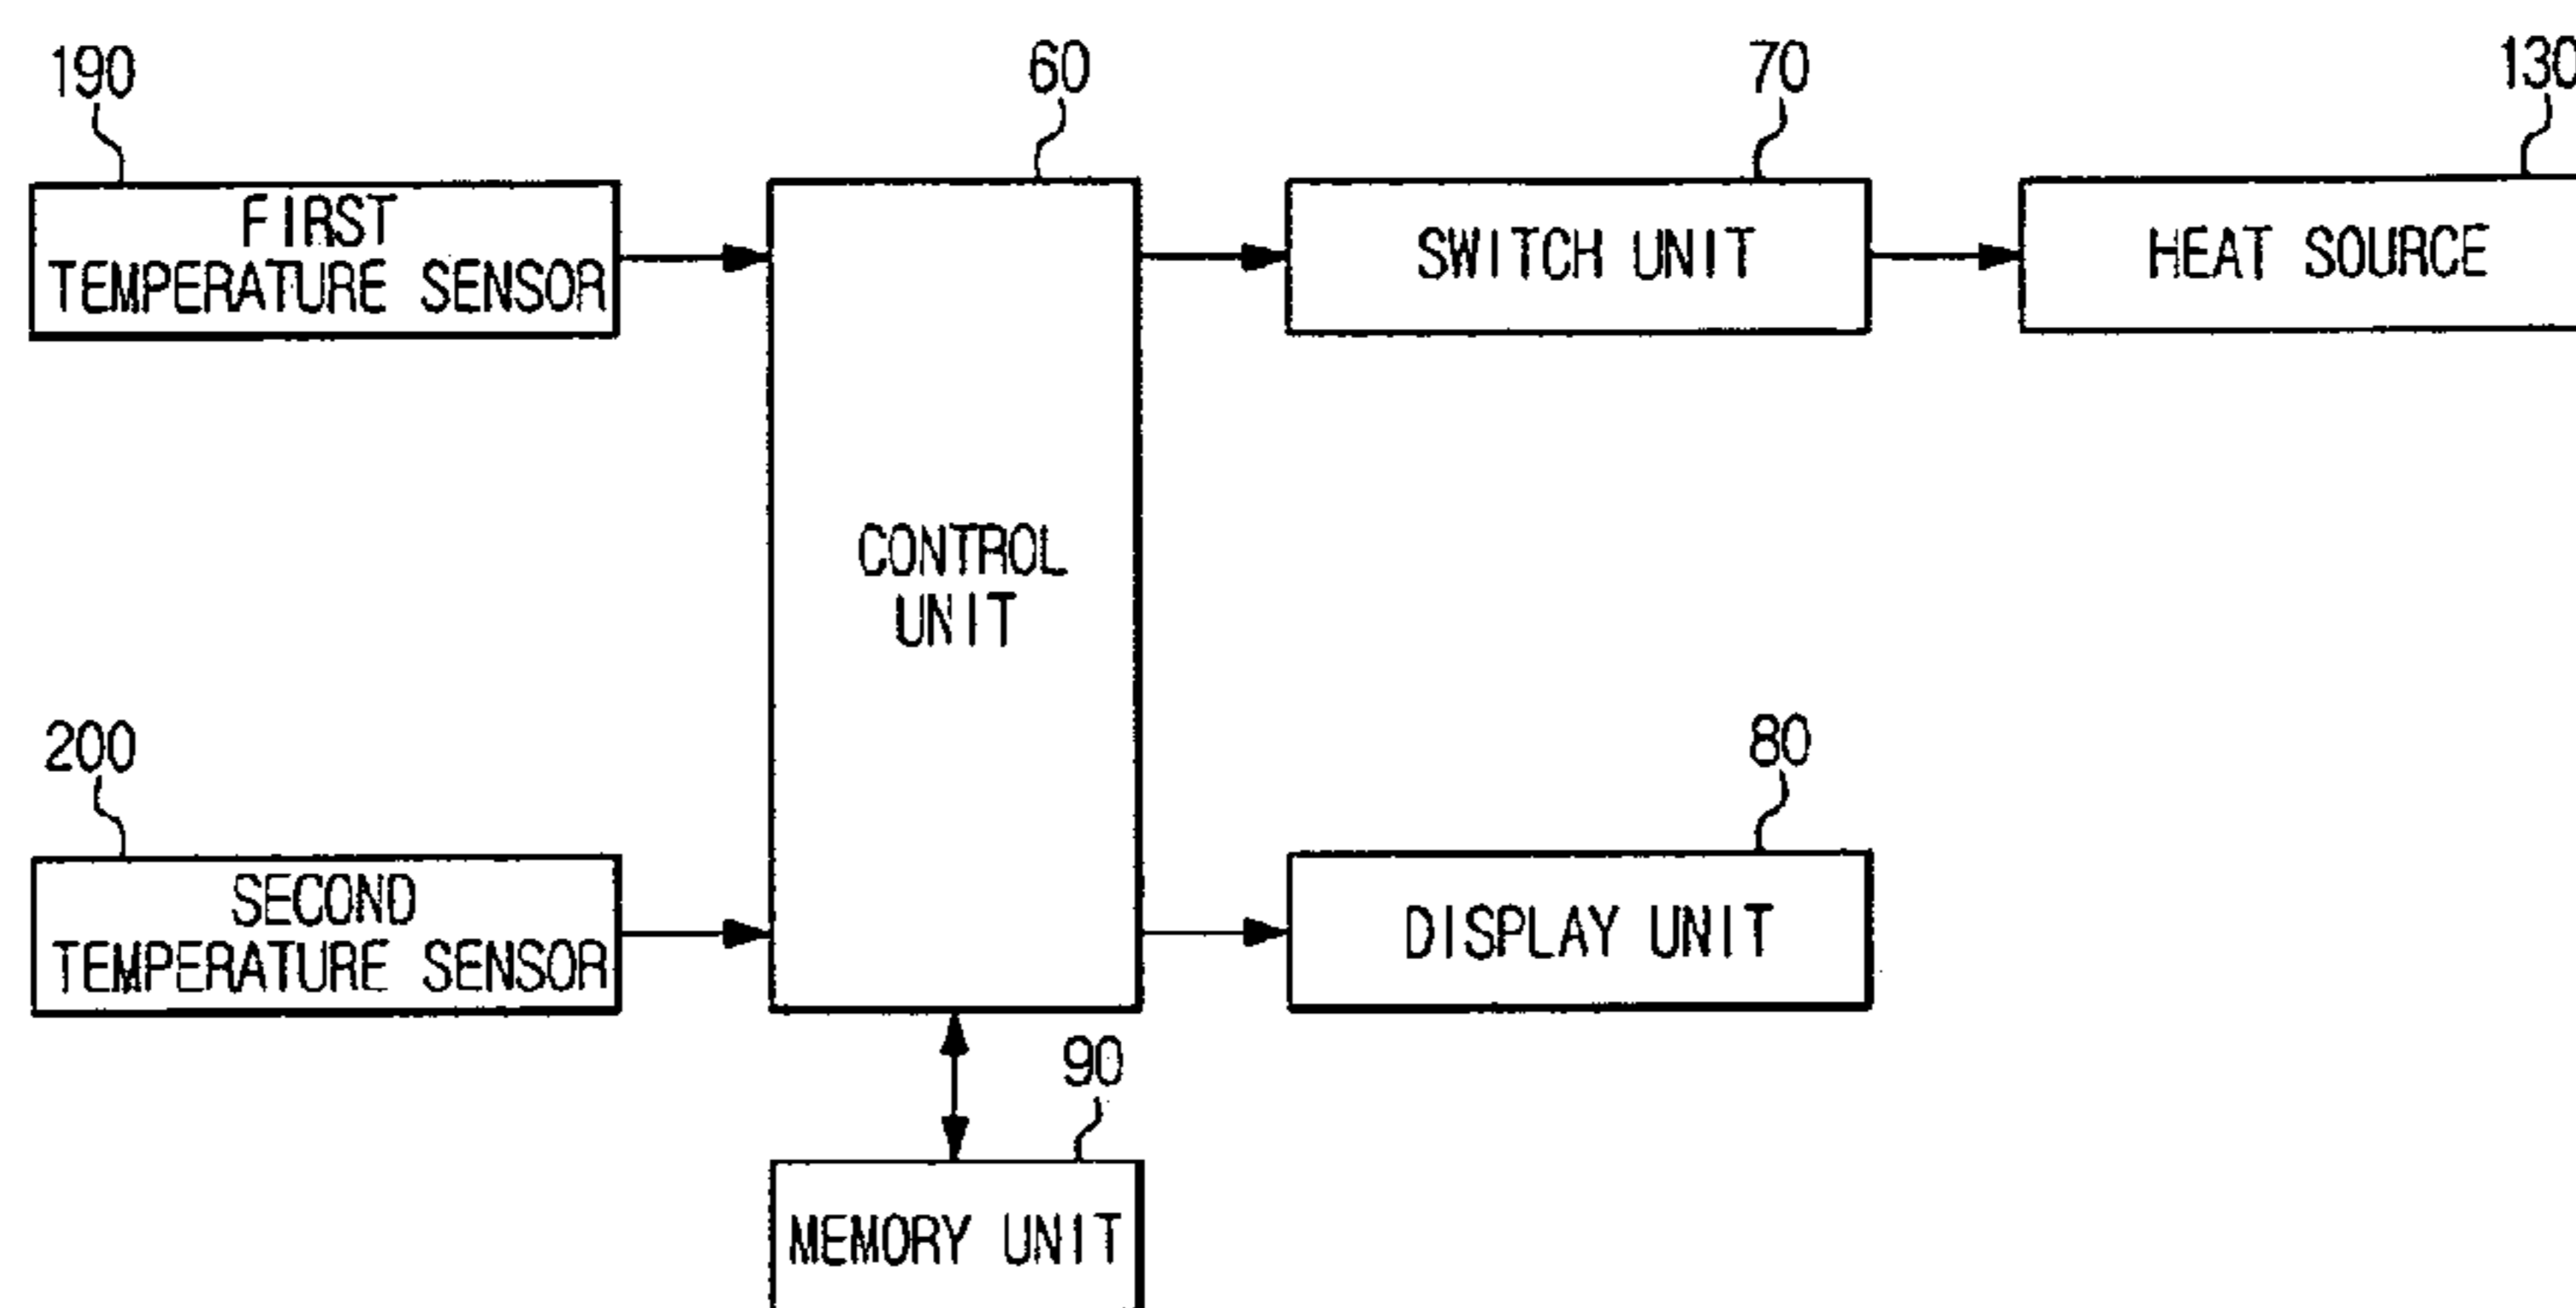 190
60
70
130
FIRST
TEMPERATURE SENSOR
SWITCH UNIT
HEAT SOURCE
CONTROL
UNIT
200
80
SECOND
TEMPERATURE SENSOR
DISPLAY UNIT
90
MEMORY UNIT